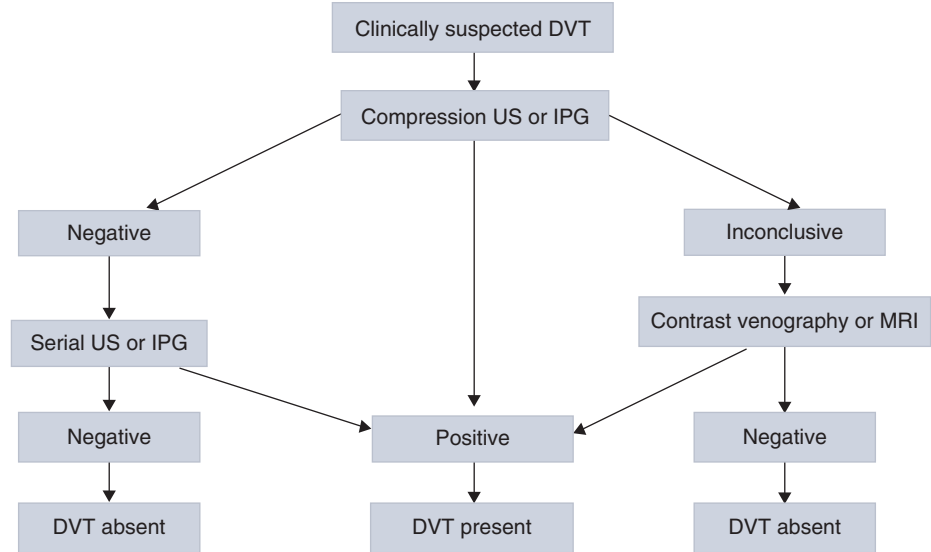 Clinically suspected DVT
Compression US or IPG
Negative
Inconclusive
Serial US or IPG
Contrast venography or MRI
Negative
Positive
Negative
DVT absent
DVT present
DVT absent